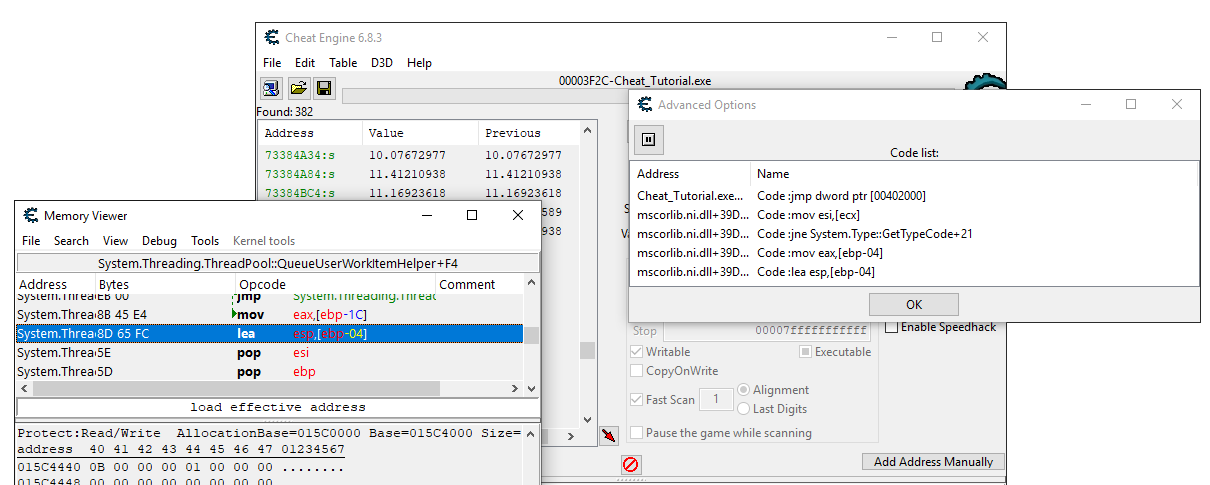 Cheat Engine 6.8.3
File Edit Table D3D Help
00003F2C-Cheat_Tutorial.exe
Found: 382
Address Value Previous
73384A34:s 10.07672977 10.07672977
73384A84:s 11.41210938 11.41210938
73384BC4:s 11.16923618 11.16923618
589
938
Advanced Options
Code list:
Address Name
Cheat_Tutorial.exe... Code :jmp dword ptr [00402000]
mscorlib.ni.dll+39D... Code :mov esi,[ecx]
mscorlib.ni.dll+39D... Code :jne System.Type::GetTypeCode+21
mscorlib.ni.dll+39D... Code :mov eax,[ebp-04]
mscorlib.ni.dll+39D... Code :lea esp,[ebp-04]
OK
Memory Viewer
File Search View Debug Tools Kernel tools
System.Threading.ThreadPool::QueueUserWorkItemHelper+F4
Address Bytes Opcode Comment
System.Threa EB 00 jmp System.Threading.Threac
System.Threa 8B 45 E4 mov eax,[ebp-1C]
System.Threa 8D 65 FC lea esp,[ebp-04]
System.Threa 5E pop esi
System.Threa 5D pop ebp
load effective address
Protect:Read/Write AllocationBase=015C0000 Base=015C4000 Size=
address 40 41 42 43 44 45 46 47 01234567
015C4440 0B 00 00 00 01 00 00 00 ........
015C4448 00 00 00 00 00 00 00 00
Stop 00007fffffffffff
Enable Speedhack
Writable Executable
CopyOnWrite
Fast Scan 1 Alignment
Last Digits
Pause the game while scanning
Add Address Manually